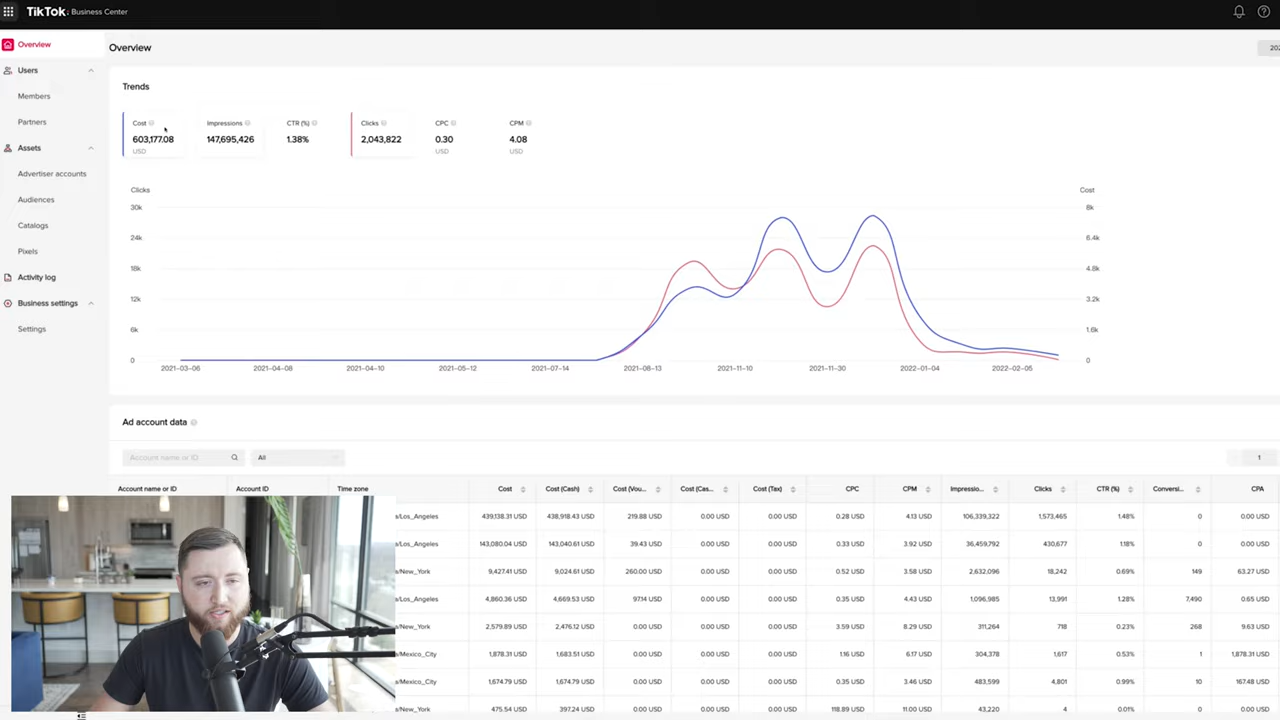 TikTok: Business Center
Overview
Users
Members
Partners
Assets
Advertiser accounts
Audiences
Catalogs
Pixels
Activity log
Business settings
Settings
Overview
202
Trends
Cost Impressions CTR (%) Clicks CPC CPM
603,177.08 147,695,426 1.38% 2,043,822 0.30 4.08
USD USD USD
Clicks Cost
30k 8k
24k 6.4k
18k 4.8k
12k 3.2k
6k 1.6k
0 0
2021-03-06 2021-04-08 2021-04-10 2021-05-12 2021-07-14 2021-08-13 2021-11-10 2021-11-30 2022-01-04 2022-02-05
Ad account data
Account name or ID All 1
Account name or ID Account ID Time zone Cost Cost (Cash) Cost (Vou... Cost (Cas... Cost (Tax) CPC CPM Impressio... Clicks CTR (%) Conversi... CPA
s/Los_Angeles 439,138.31 USD 438,918.43 USD 219.88 USD 0.00 USD 0.00 USD 0.28 USD 4.13 USD 106,339,322 1,573,465 1.48% 0 0.00 USD
s/Los_Angeles 143,080.04 USD 143,040.61 USD 39.43 USD 0.00 USD 0.00 USD 0.33 USD 3.92 USD 36,459,792 430,677 1.18% 0 0.00 USD
s/New_York 9,427.41 USD 9,024.61 USD 260.00 USD 0.00 USD 0.00 USD 0.52 USD 3.58 USD 2,632,096 18,242 0.69% 149 63.27 USD
s/Los_Angeles 4,860.36 USD 4,669.53 USD 97.14 USD 0.00 USD 0.00 USD 0.35 USD 4.43 USD 1,096,985 13,991 1.28% 7,490 0.65 USD
s/New_York 2,579.89 USD 2,476.12 USD 0.00 USD 0.00 USD 0.00 USD 3.59 USD 8.29 USD 311,264 718 0.23% 268 9.63 USD
s/Mexico_City 1,878.31 USD 1,683.51 USD 0.00 USD 0.00 USD 0.00 USD 1.16 USD 6.17 USD 304,378 1,617 0.53% 1 1,878.31 USD
s/Mexico_City 1,674.79 USD 1,674.79 USD 0.00 USD 0.00 USD 0.00 USD 0.35 USD 3.46 USD 483,599 4,801 0.99% 10 167.48 USD
s/New_York 475.54 USD 397.24 USD 0.00 USD 0.00 USD 0.00 USD 118.89 USD 11.00 USD 43,220 4 0.01% 0 0.00 USD